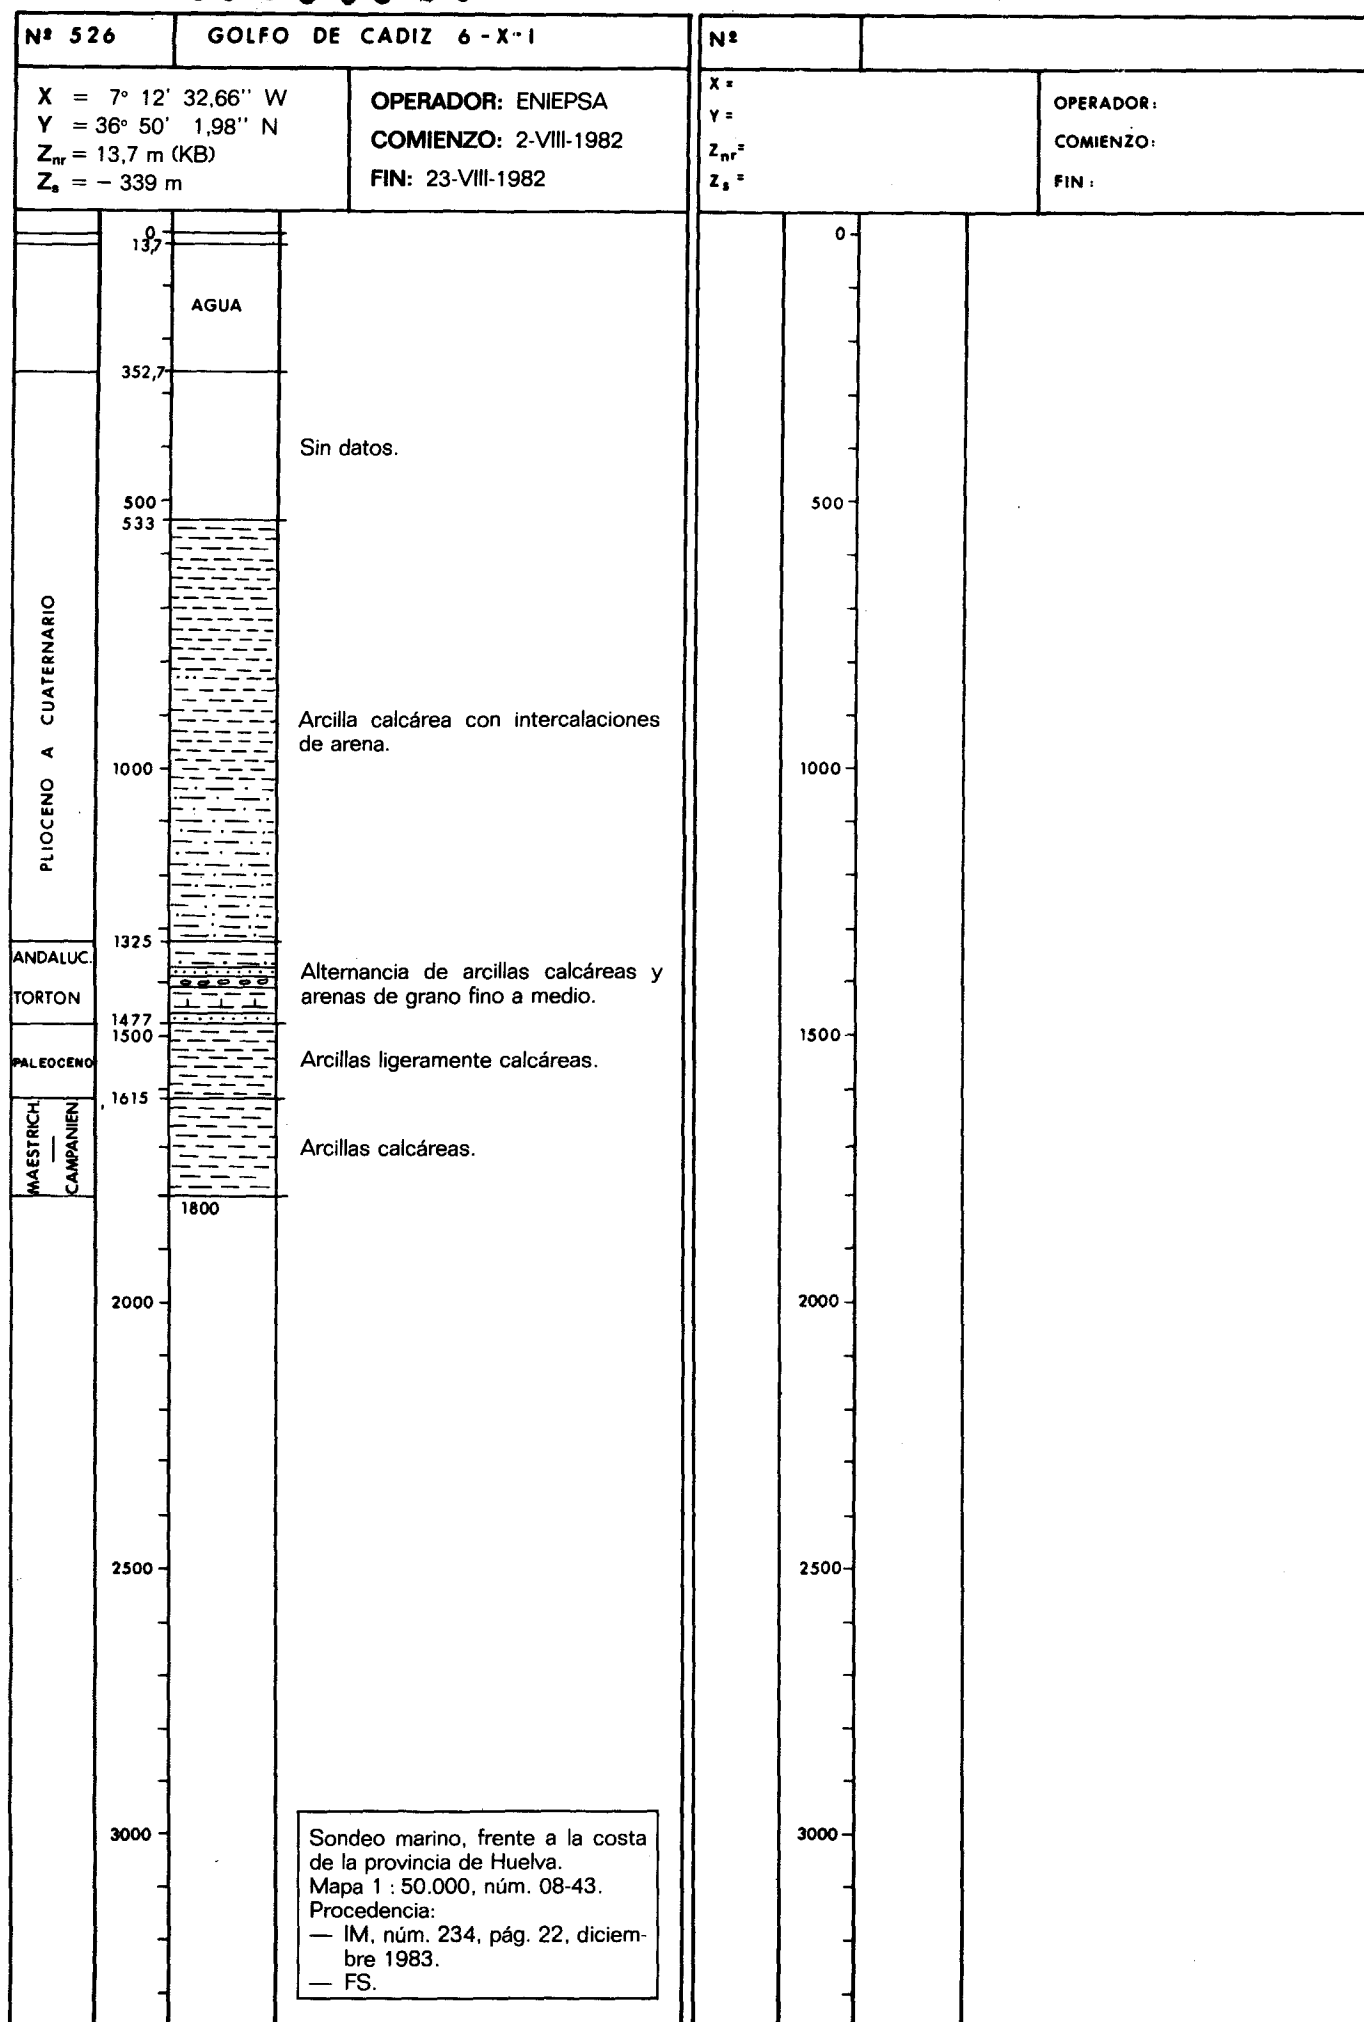 Nº 526
GOLFO DE CADIZ 6-X-1
X = 7° 12' 32,66'' W
Y = 36° 50' 1,98'' N
Znr = 13,7 m (KB)
Zs = − 339 m
OPERADOR: ENIEPSA
COMIENZO: 2-VIII-1982
FIN: 23-VIII-1982
0
13,7
AGUA
352,7
Sin datos.
500
533
PLIOCENO A CUATERNARIO
Arcilla calcárea con intercalaciones
de arena.
1000
1325
ANDALUC.
TORTON
Alternancia de arcillas calcáreas y
arenas de grano fino a medio.
1477
1500
PALEOCENO
Arcillas ligeramente calcáreas.
1615
MAESTRICH.
—
CAMPANIEN.
Arcillas calcáreas.
1800
2000
2500
3000
Sondeo marino, frente a la costa
de la provincia de Huelva.
Mapa 1 : 50.000, núm. 08-43.
Procedencia:
— IM, núm. 234, pág. 22, diciem-
bre 1983.
— FS.
Nº
X =
Y =
Znr=
Zs =
OPERADOR:
COMIENZO:
FIN :
0
500
1000
1500
2000
2500
3000